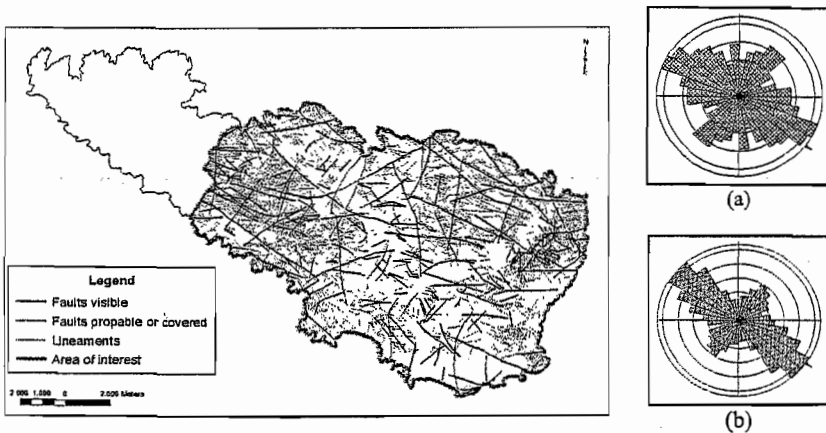 N
Legend
Faults visible
Faults propable or covered
Lineaments
Area of interest
2 000 1,000 0 2.000 Meters
(a)
(b)